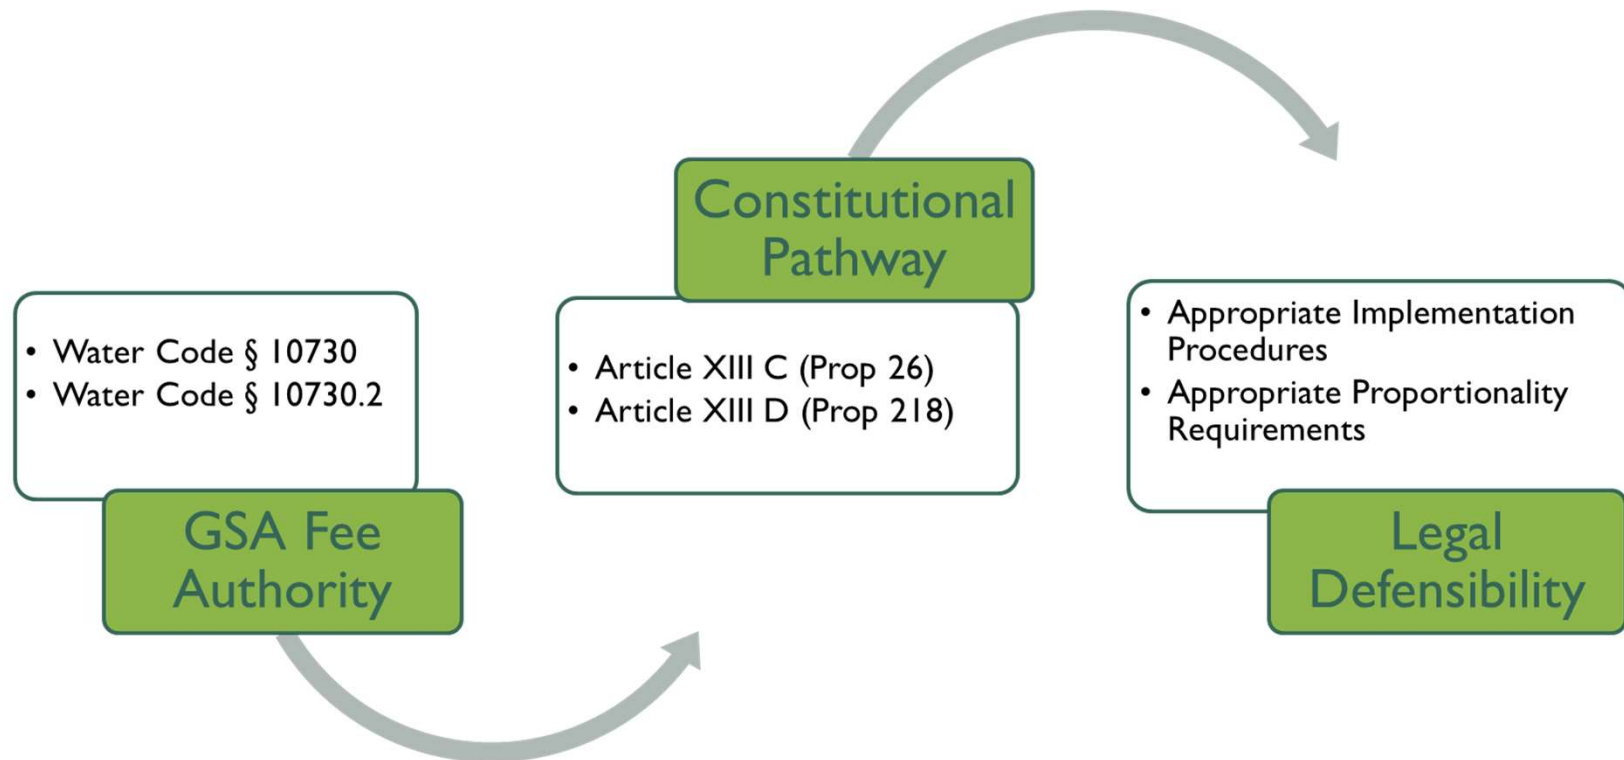 • Water Code § 10730
• Water Code § 10730.2
GSA Fee
Authority
Constitutional
Pathway
• Article XIII C (Prop 26)
• Article XIII D (Prop 218)
• Appropriate Implementation
Procedures
• Appropriate Proportionality
Requirements
Legal
Defensibility